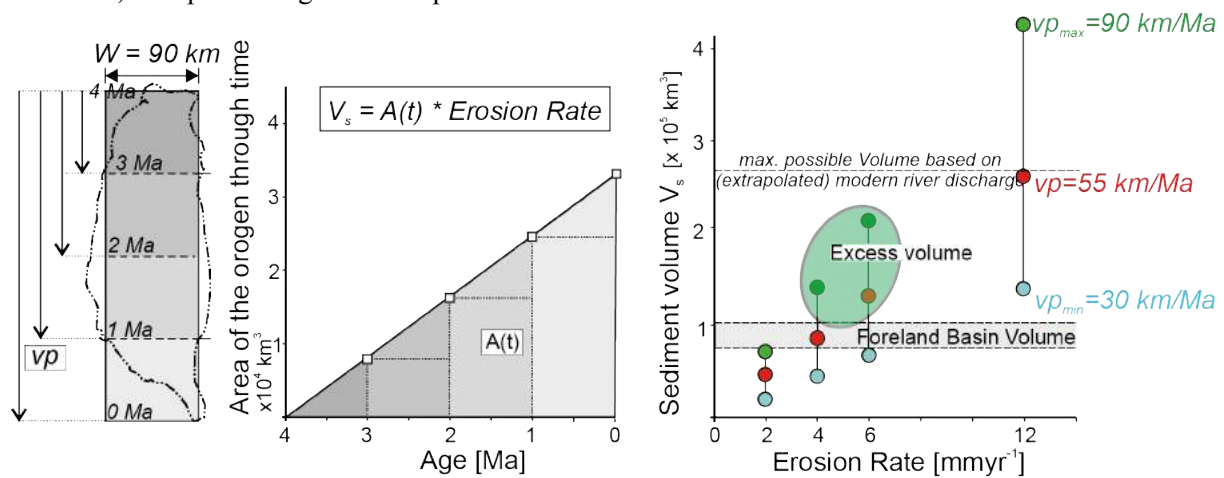 W = 90 km
4 Ma
3 Ma
2 Ma
1 Ma
vp
0 Ma
Area of the orogen through time
x10⁴ km³
4
3
2
1
V_s = A(t) * Erosion Rate
A(t)
4
3
2
1
0
Age [Ma]
Sediment volume V_s [x 10⁵ km³]
4
3
2
1
0
max. possible Volume based on
(extrapolated) modern river discharge
Excess volume
Foreland Basin Volume
vp_max=90 km/Ma
vp=55 km/Ma
vp_min=30 km/Ma
0
2
4
6
12
Erosion Rate [mmyr⁻¹]